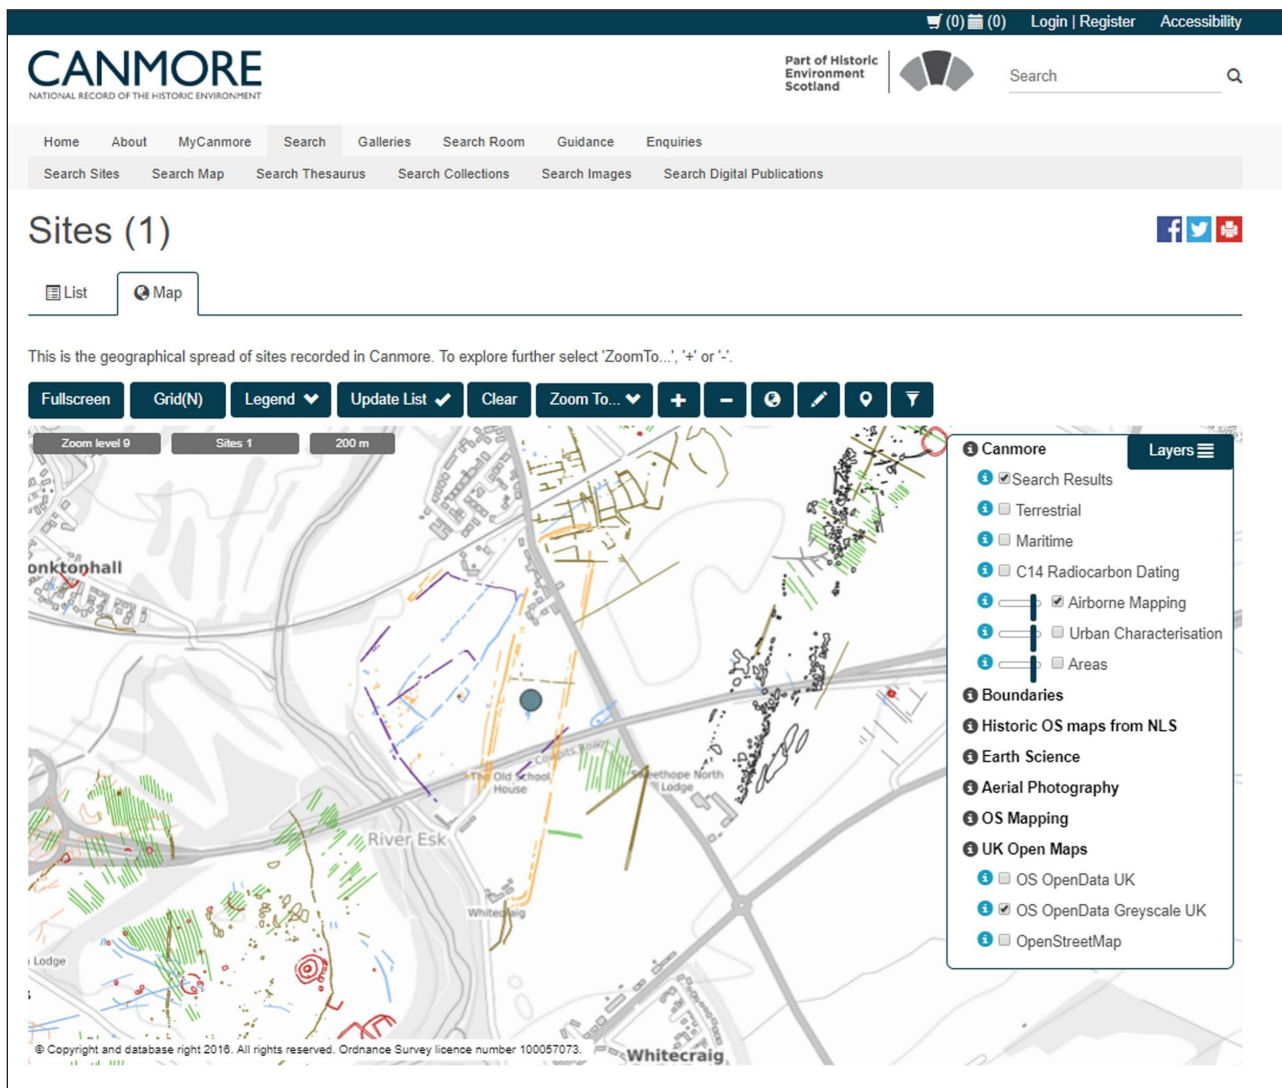 (0) (0) Login | Register Accessibility
CANMORE
NATIONAL RECORD OF THE HISTORIC ENVIRONMENT
Part of Historic
Environment
Scotland
Search
Home About MyCanmore Search Galleries Search Room Guidance Enquiries
Search Sites Search Map Search Thesaurus Search Collections Search Images Search Digital Publications
Sites (1)
List Map
This is the geographical spread of sites recorded in Canmore. To explore further select 'ZoomTo...', '+' or '-'.
Fullscreen Grid(N) Legend Update List Clear Zoom To... + -
Zoom level 9 Sites 1 200 m
Layers
Canmore
Search Results
Terrestrial
Maritime
C14 Radiocarbon Dating
Airborne Mapping
Urban Characterisation
Areas
Boundaries
Historic OS maps from NLS
Earth Science
Aerial Photography
OS Mapping
UK Open Maps
OS OpenData UK
OS OpenData Greyscale UK
OpenStreetMap
onktonhall
Cowpits Road
The Old School
House
Sweethope North
Lodge
River Esk
Whitecraig
Lodge
Whitecraig
© Copyright and database right 2016. All rights reserved. Ordnance Survey licence number 100057073.